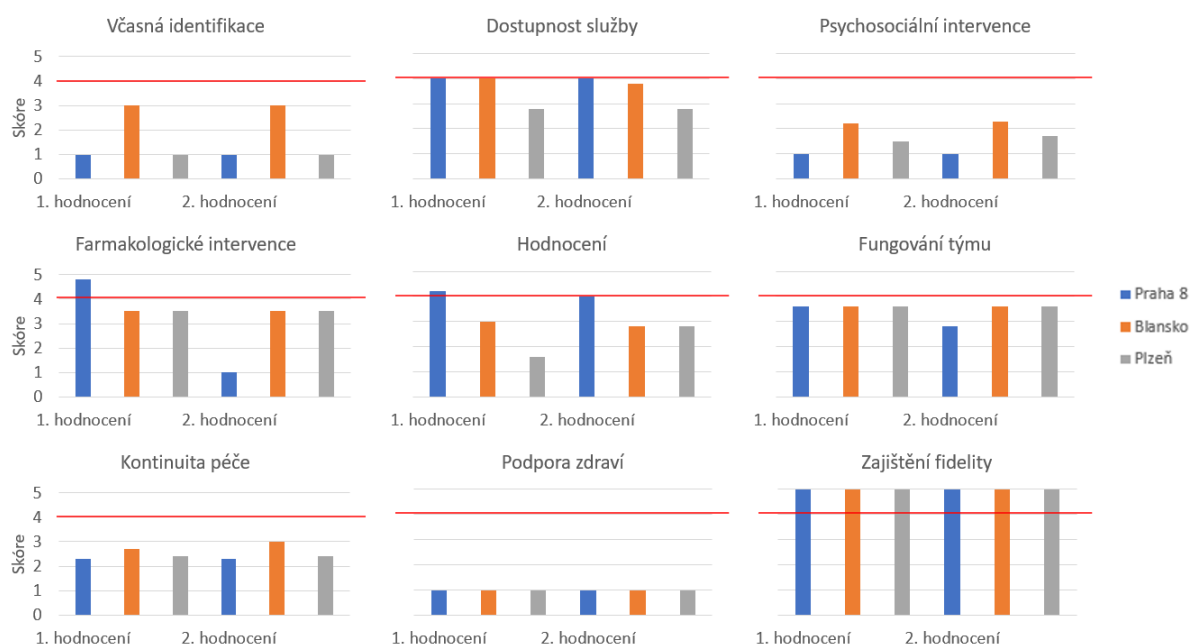 Včasná identifikace
Dostupnost služby
Psychosociální intervence
5
4
3
2
1
0
Skóre
1. hodnocení 2. hodnocení
1. hodnocení 2. hodnocení
1. hodnocení 2. hodnocení
Farmakologické intervence
Hodnocení
Fungování týmu
5
4
3
2
1
0
Skóre
1. hodnocení 2. hodnocení
1. hodnocení 2. hodnocení
1. hodnocení 2. hodnocení
Praha 8
Blansko
Plzeň
Kontinuita péče
Podpora zdraví
Zajištění fidelity
5
4
3
2
1
0
Skóre
1. hodnocení 2. hodnocení
1. hodnocení 2. hodnocení
1. hodnocení 2. hodnocení